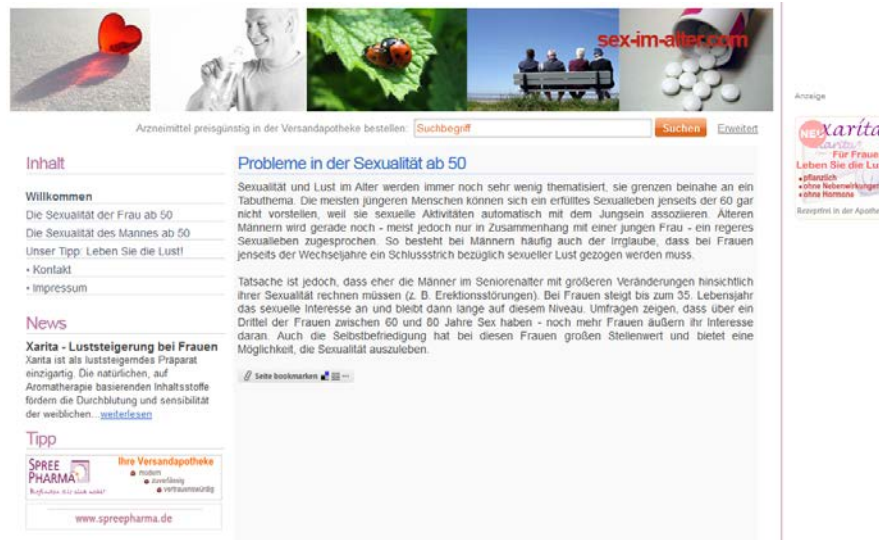 sex-im-alter.com
Arzneimittel preisgünstig in der Versandapotheke bestellen: Suchbegriff Suchen Erweitert
Inhalt
Willkommen
Die Sexualität der Frau ab 50
Die Sexualität des Mannes ab 50
Unser Tipp: Leben Sie die Lust!
• Kontakt
• Impressum
News
Xarita - Luststeigerung bei Frauen
Xarita ist als luststeigerndes Präparat
einzigartig. Die natürlichen, auf
Aromatherapie basierenden Inhaltsstoffe
fördern die Durchblutung und sensibilität
der weiblichen...weiterlesen
Tipp
SPREE
PHARMA
Befinden Sie sich wohl!
Ihre Versandapotheke
modern
zuverlässig
vertrauenswürdig
www.spreepharma.de
Probleme in der Sexualität ab 50
Sexualität und Lust im Alter werden immer noch sehr wenig thematisiert, sie grenzen beinahe an ein
Tabuthema. Die meisten jüngeren Menschen können sich ein erfülltes Sexualleben jenseits der 60 gar
nicht vorstellen, weil sie sexuelle Aktivitäten automatisch mit dem Jungsein assoziieren. Älteren
Männern wird gerade noch - meist jedoch nur in Zusammenhang mit einer jungen Frau - ein regeres
Sexualleben zugesprochen. So besteht bei Männern häufig auch der Irrglaube, dass bei Frauen
jenseits der Wechseljahre ein Schlussstrich bezüglich sexueller Lust gezogen werden muss.
Tatsache ist jedoch, dass eher die Männer im Seniorenalter mit größeren Veränderungen hinsichtlich
ihrer Sexualität rechnen müssen (z. B. Erektionsstörungen). Bei Frauen steigt bis zum 35. Lebensjahr
das sexuelle Interesse an und bleibt dann lange auf diesem Niveau. Umfragen zeigen, dass über ein
Drittel der Frauen zwischen 60 und 80 Jahre Sex haben - noch mehr Frauen äußern ihr Interesse
daran. Auch die Selbstbefriedigung hat bei diesen Frauen großen Stellenwert und bietet eine
Möglichkeit, die Sexualität auszuleben.
Seite bookmarken
Anzeige
NEU
xarita
xarita
Für Fraue
Leben Sie die Lu
• pflanzlich
• ohne Nebenwirkungen
• ohne Hormone
Rezeptfrei in der Apothe